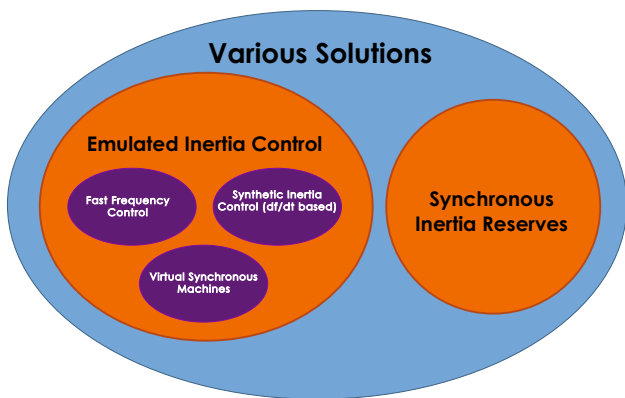 Various Solutions
Emulated Inertia Control
Fast Frequency
Control
Synthetic Inertia
Control (df/dt based)
Virtual Synchronous
Machines
Synchronous
Inertia Reserves